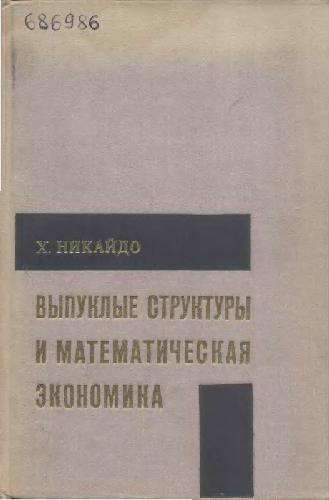 686986
Х. НИКАЙДО
ВЫПУКЛЫЕ СТРУКТУРЫ
И МАТЕМАТИЧЕСКАЯ
ЭКОНОМИКА